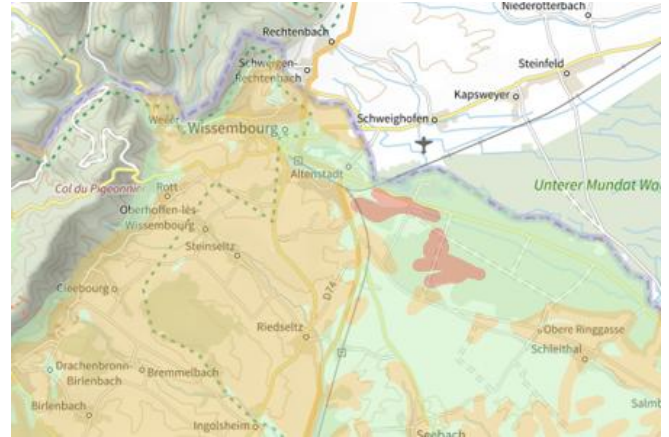 Niederotterbach
Rechtenbach
Schweigen-
Rechtenbach
Steinfeld
Kapsweyer
Weiler
Wissembourg
Schweighofen
Altenstadt
Col du Pigeonnier
Rott
Unterer Mundat Wa
Oberhoffen-lès-
Wissembourg
Steinseltz
Cleebourg
D74
Riedseltz
Obere Ringgasse
Schleithal
Drachenbronn-
Birlenbach
Bremmelbach
Birlenbach
Salmb
Ingolsheim
Seebach